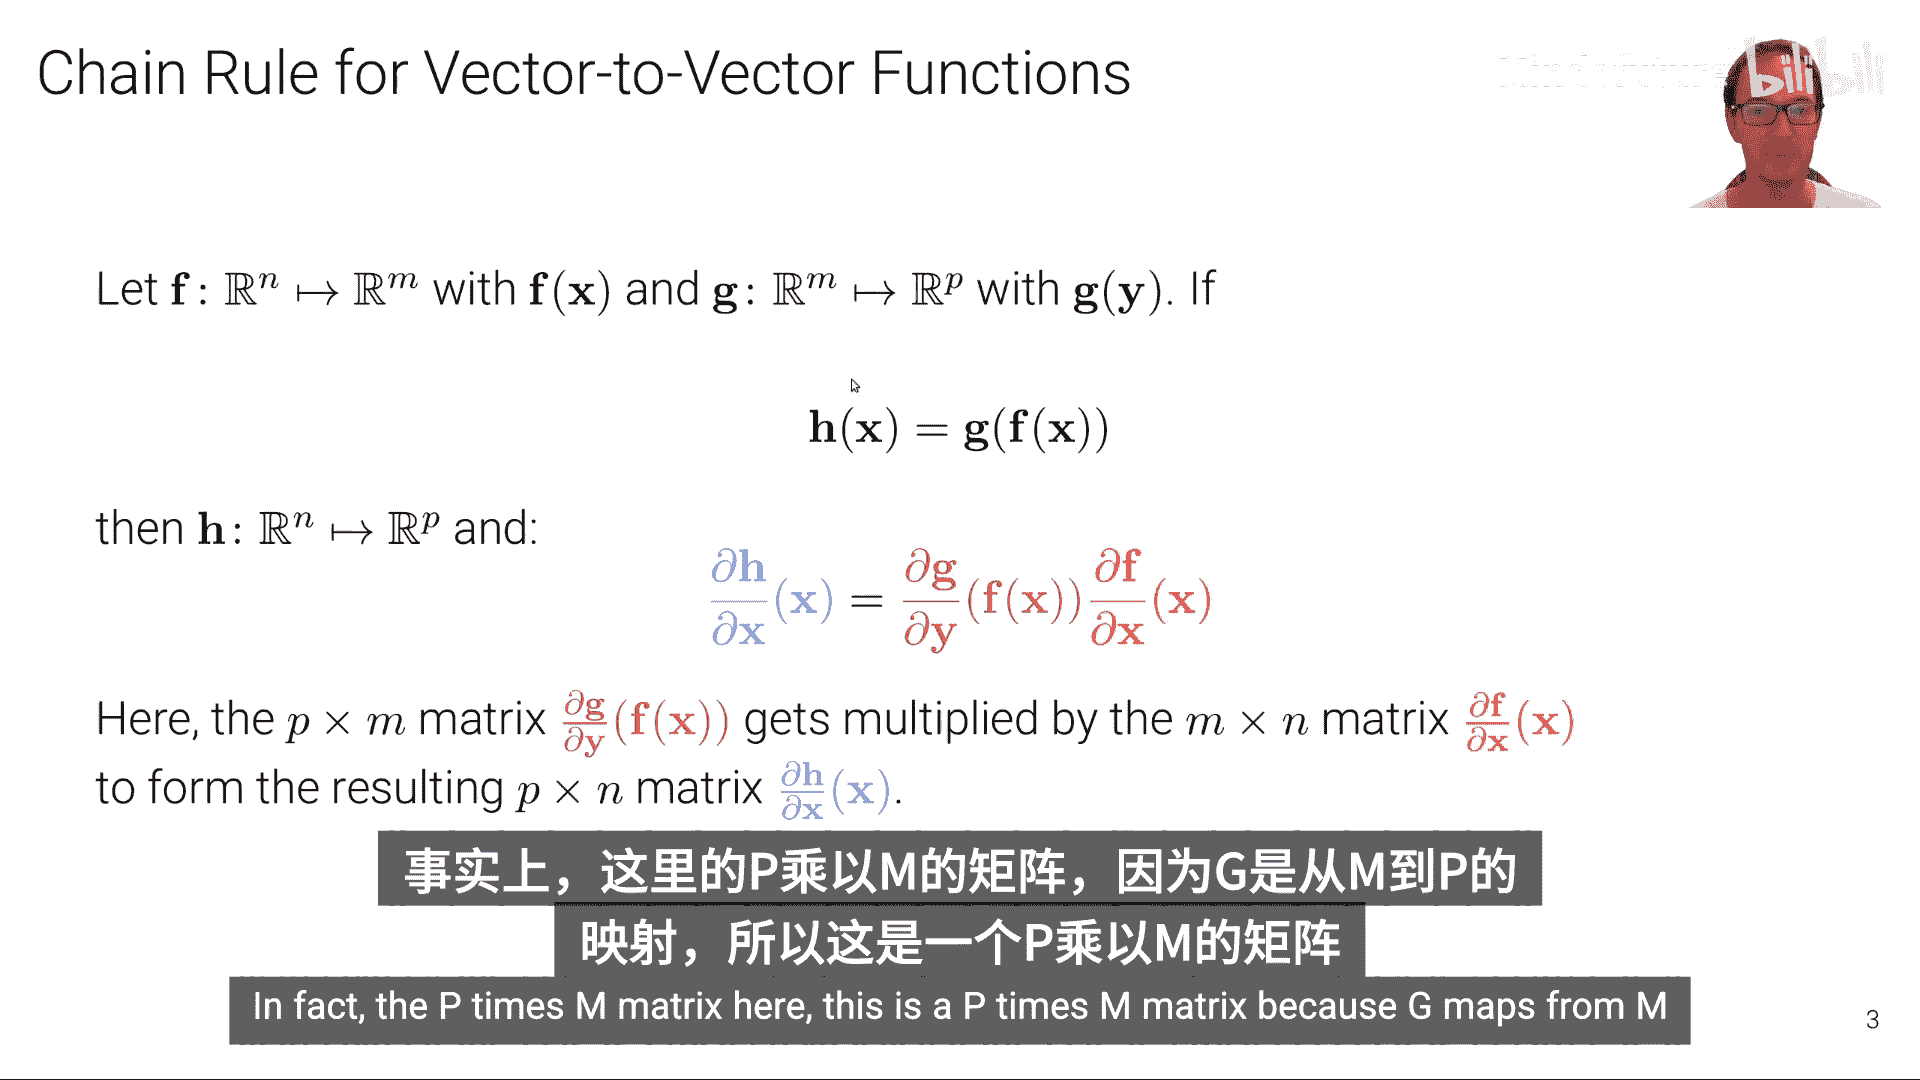 Chain Rule for Vector-to-Vector Functions
bili bili
Let f: ℝⁿ ↦ ℝᵐ with f(x) and g: ℝᵐ ↦ ℝᵖ with g(y). If
h(x) = g(f(x))
then h: ℝⁿ ↦ ℝᵖ and:
∂h/∂x (x) = ∂g/∂y (f(x)) ∂f/∂x (x)
Here, the p × m matrix ∂g/∂y (f(x)) gets multiplied by the m × n matrix ∂f/∂x (x)
to form the resulting p × n matrix ∂h/∂x (x).
事实上，这里的P乘以M的矩阵，因为G是从M到P的
映射，所以这是一个P乘以M的矩阵
In fact, the P times M matrix here, this is a P times M matrix because G maps from M
3